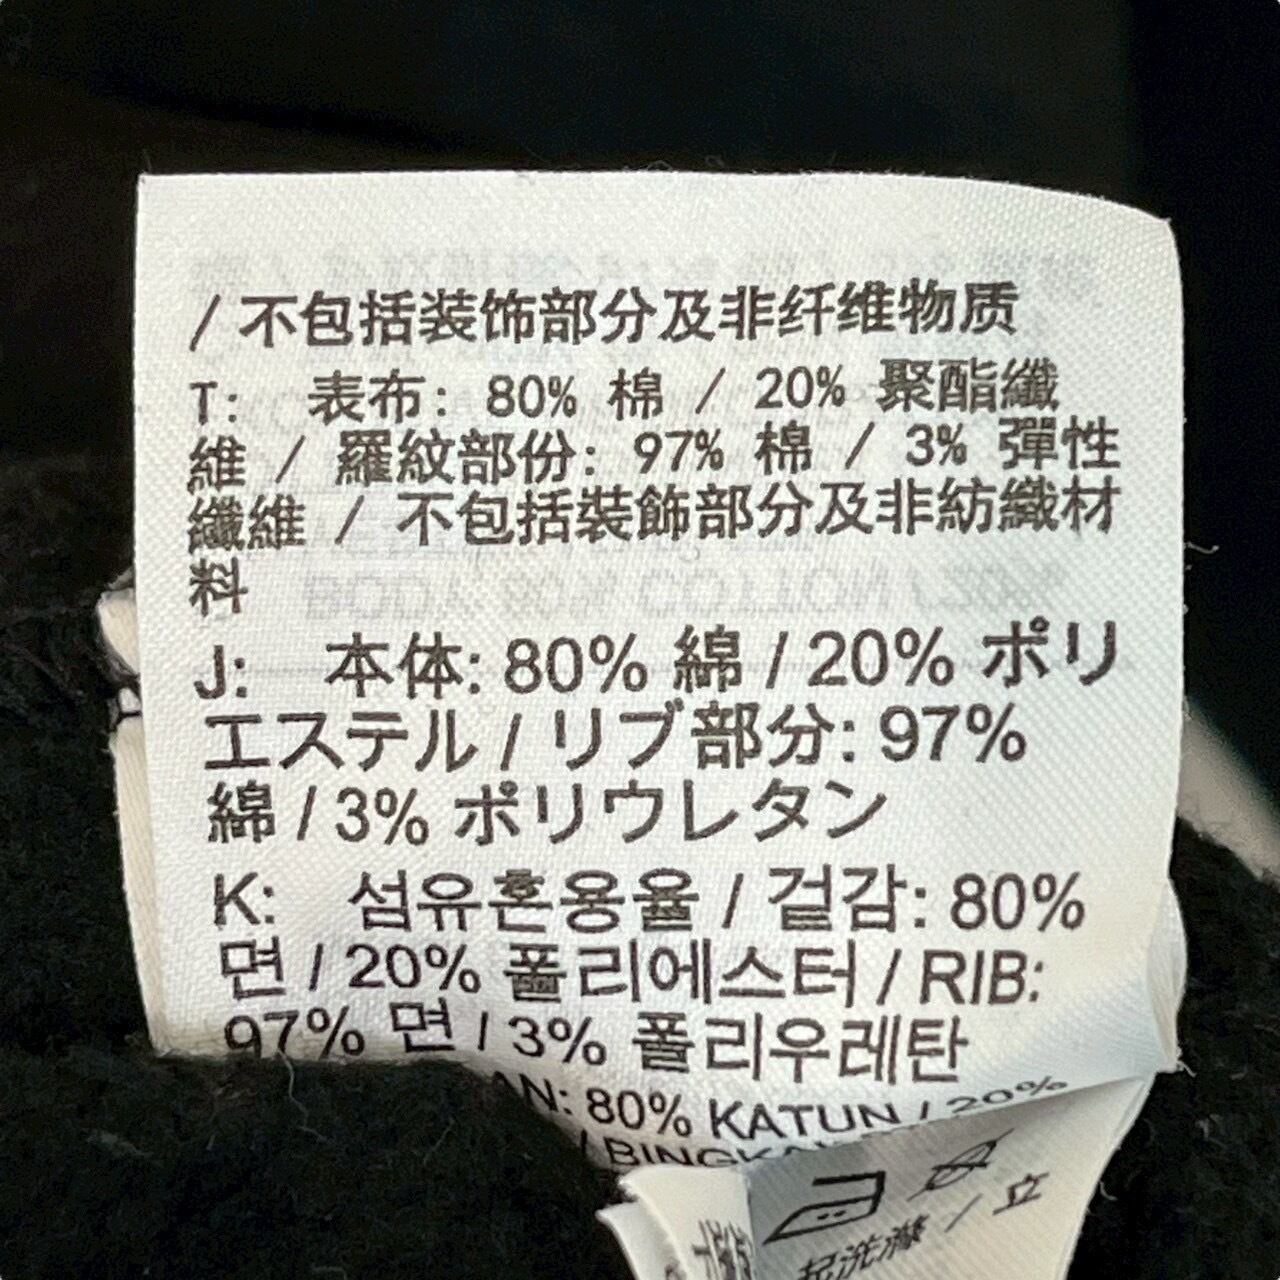 / 不包括装饰部分及非纤维物质
T: 表布: 80% 棉 / 20% 聚酯纖
維 / 羅紋部份: 97% 棉 / 3% 彈性
纖維 / 不包括裝飾部分及非紡織材
料
J: 本体: 80% 綿 / 20% ポリ
エステル / リブ部分: 97%
綿 / 3% ポリウレタン
K: 섬유혼용율 / 겉감: 80%
면 / 20% 폴리에스터 / RIB:
97% 면 / 3% 폴리우레탄
80% KATUN / 20%
立
起洗滌 /